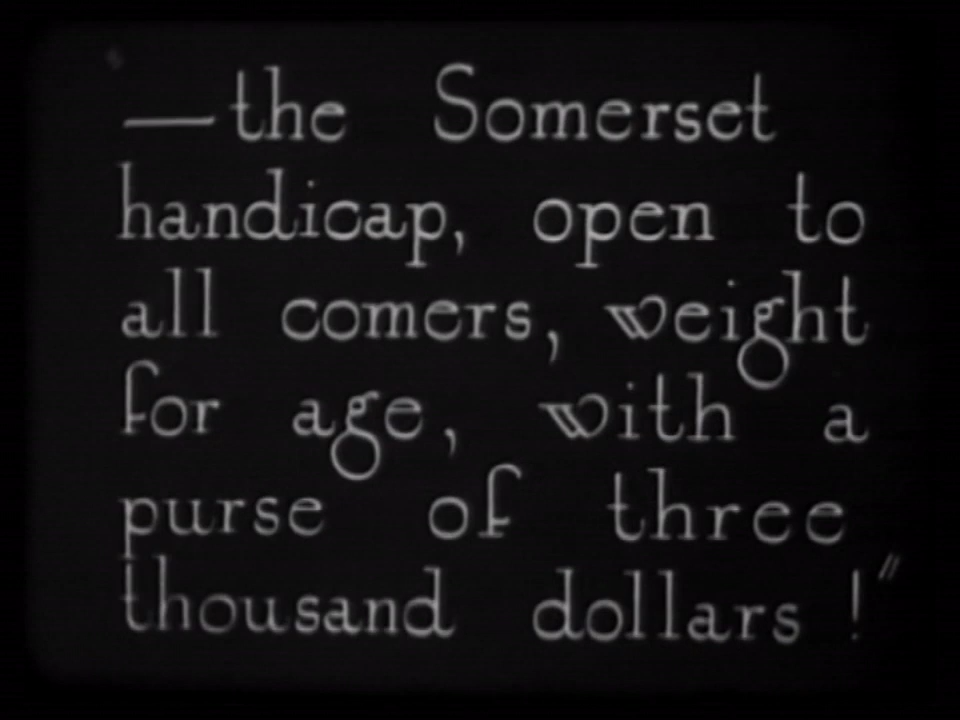 —the Somerset
handicap, open to
all comers, weight
for age, with a
purse of three
thousand dollars !"